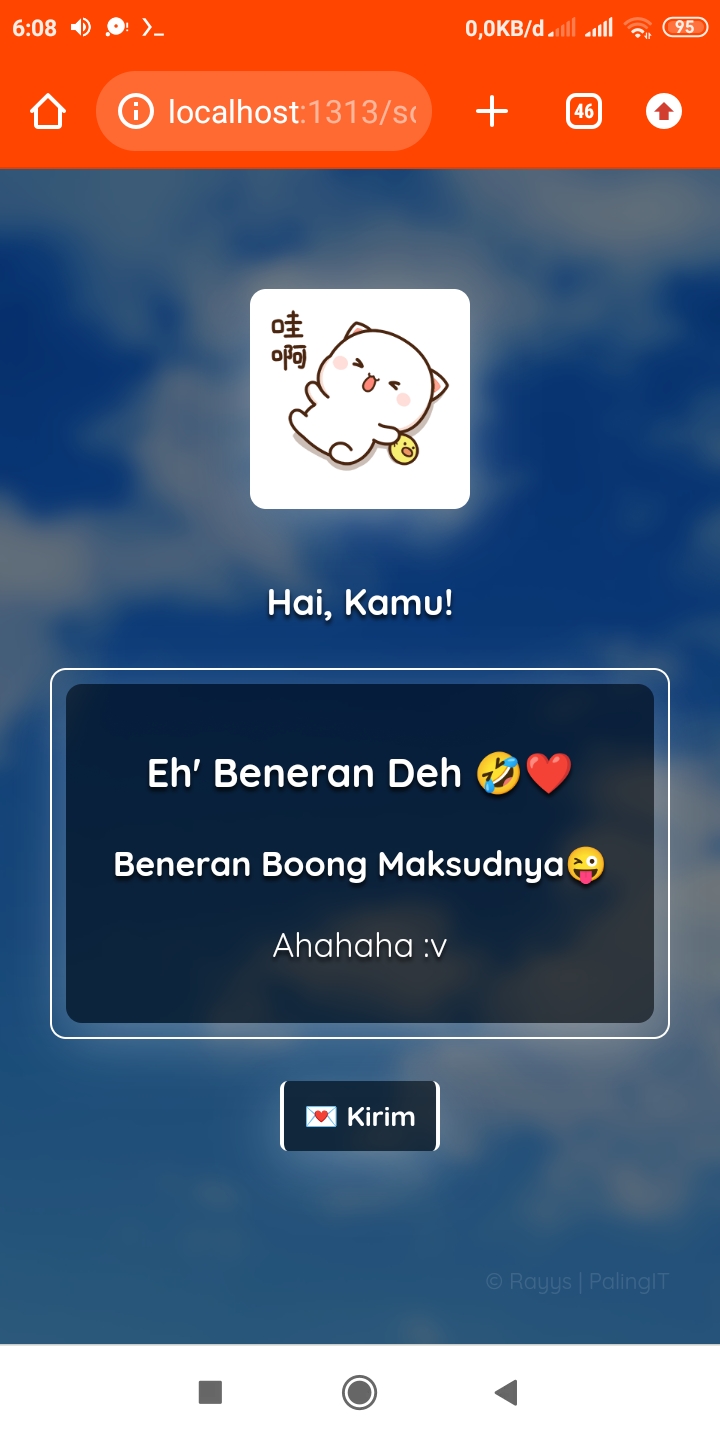 6:08
0,0KB/d
95
localhost:1313/sc
46
哇
啊
Hai, Kamu!
Eh' Beneran Deh 🤣❤️
Beneran Boong Maksudnya😜
Ahahaha :v
💌 Kirim
© Rayys | PalingIT